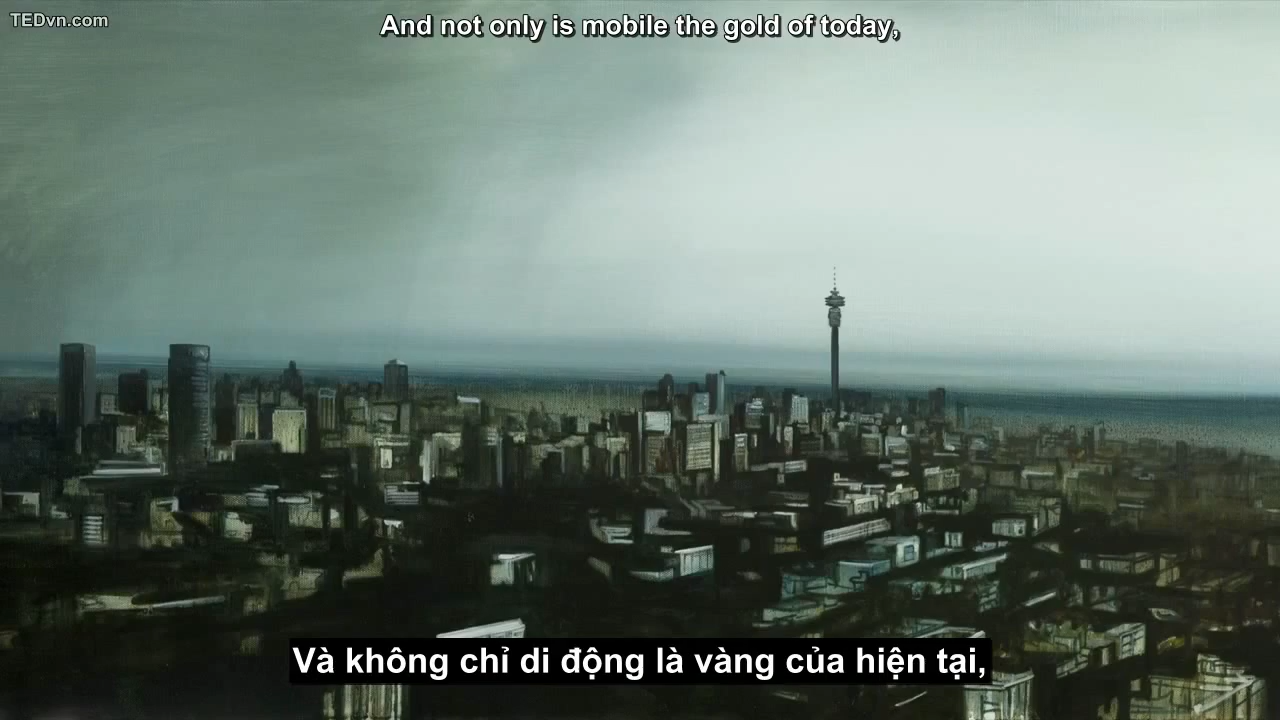 TEDvn.com
And not only is mobile the gold of today,
Và không chỉ di động là vàng của hiện tại,